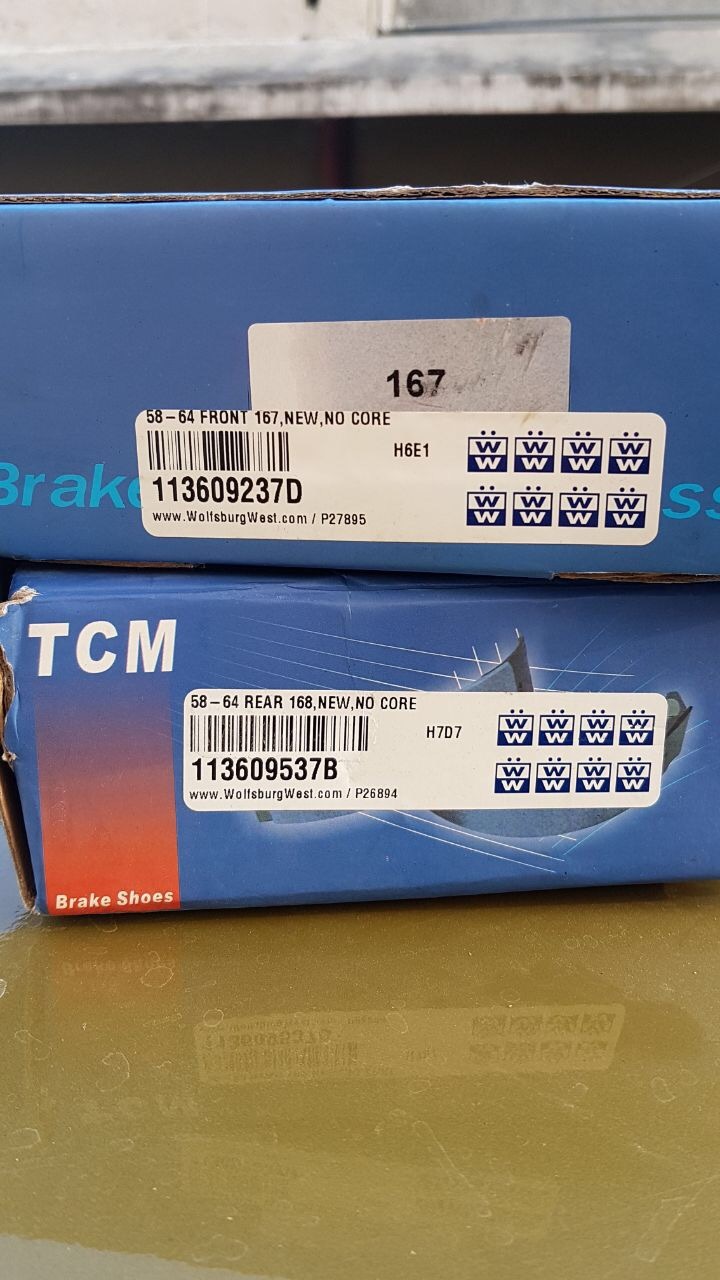 167
58-64 FRONT 167,NEW,NO CORE
H6E1
113609237D
www.WolfsburgWest.com / P27895
Brake
ss
TCM
58-64 REAR 168,NEW,NO CORE
H7D7
113609537B
www.WolfsburgWest.com / P26894
Brake Shoes